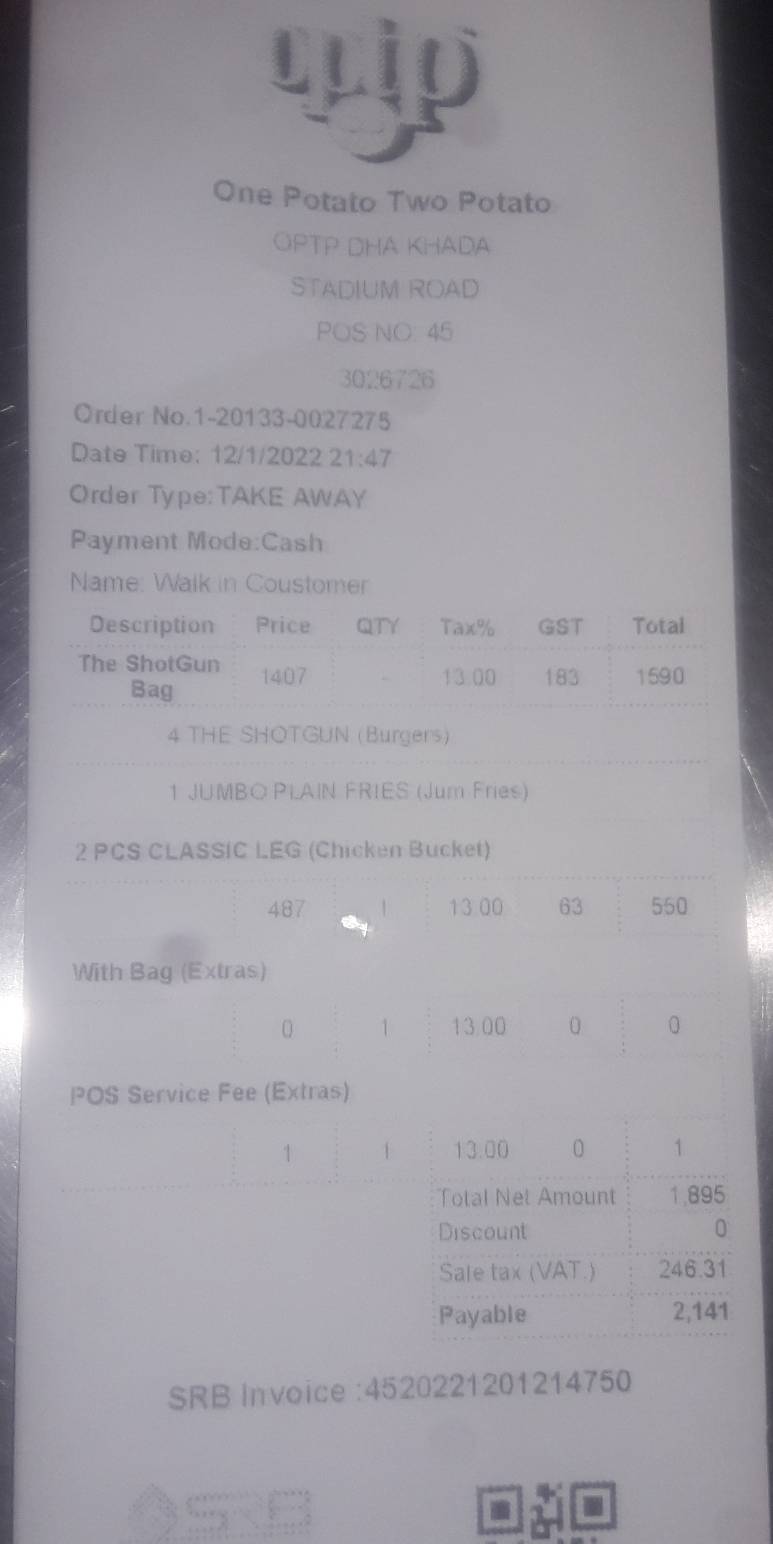 optp
One Potato Two Potato
OPTP DHA KHADA
STADIUM ROAD
POS NO: 45
3026726
Order No.1-20133-0027275
Date Time: 12/1/2022 21:47
Order Type:TAKE AWAY
Payment Mode:Cash
Name: Walk in Coustomer
Description Price QTY Tax% GST Total
The ShotGun Bag 1407 - 13.00 183 1590
4 THE SHOTGUN (Burgers)
1 JUMBO PLAIN FRIES (Jum Fries)
2 PCS CLASSIC LEG (Chicken Bucket)
487 1 13.00 63 550
With Bag (Extras)
0 1 13.00 0 0
POS Service Fee (Extras)
1 1 13.00 0 1
Total Net Amount 1,895
Discount 0
Sale tax (VAT.) 246.31
Payable 2,141
SRB Invoice :4520221201214750
SRB